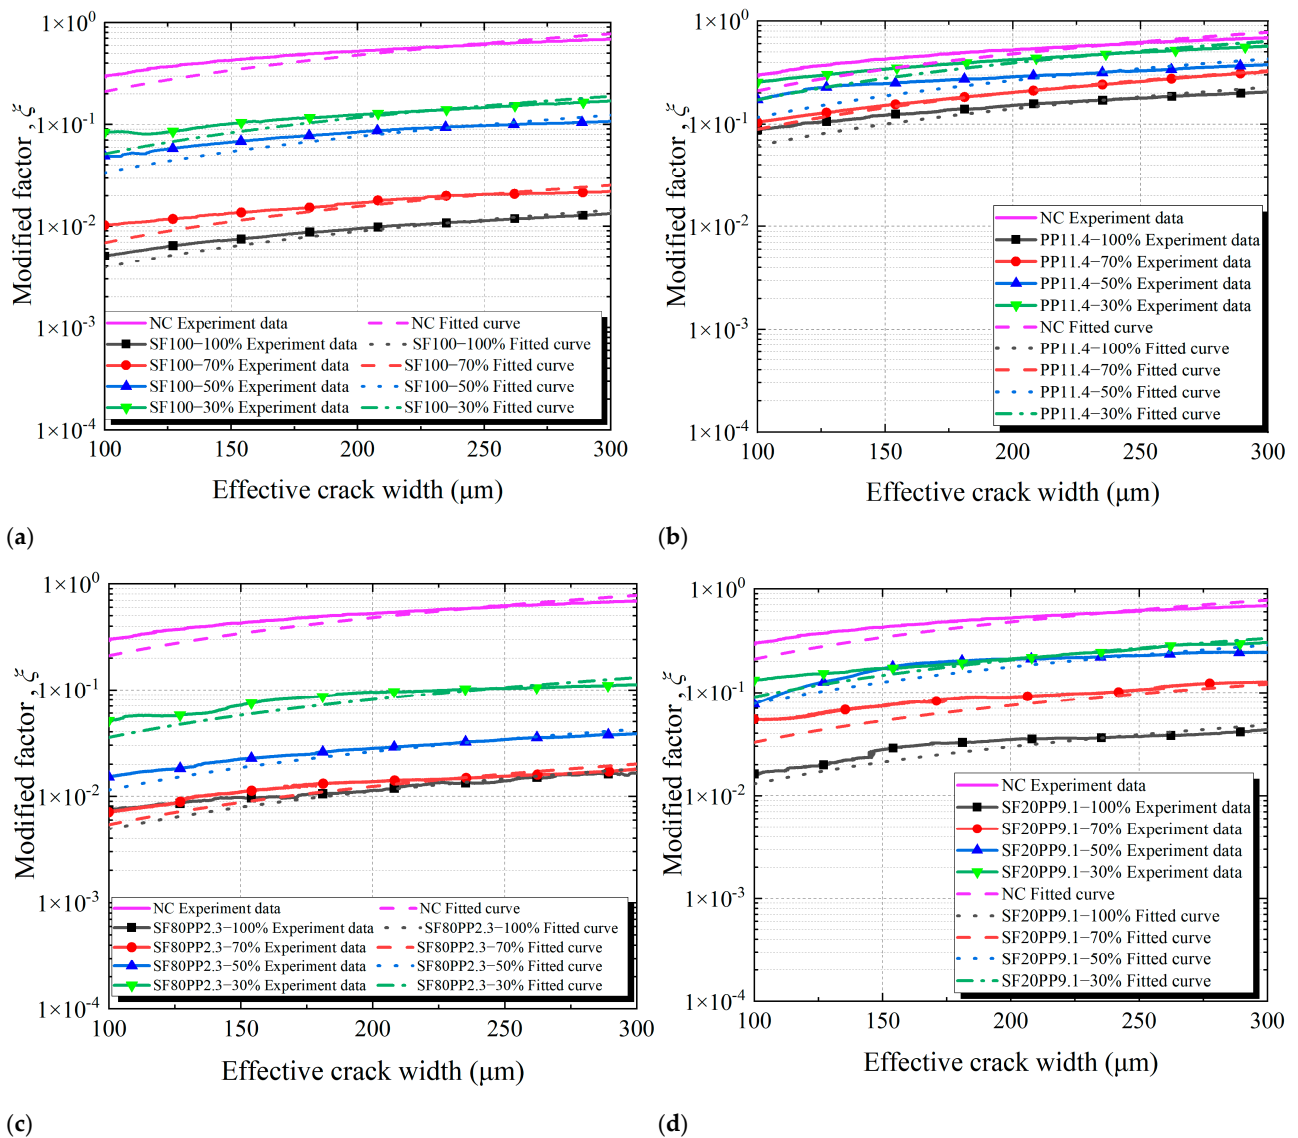 1×10⁰
1×10⁻¹
1×10⁻²
1×10⁻³
1×10⁻⁴
Modified factor , ξ
NC Experiment data
NC Fitted curve
SF100−100% Experiment data
SF100−100% Fitted curve
SF100−70% Experiment data
SF100−70% Fitted curve
SF100−50% Experiment data
SF100−50% Fitted curve
SF100−30% Experiment data
SF100−30% Fitted curve
100 150 200 250 300
Effective crack width (μm)
(a)
1×10⁰
1×10⁻¹
1×10⁻²
1×10⁻³
1×10⁻⁴
Modified factor , ξ
NC Experiment data
PP11.4−100% Experiment data
PP11.4−70% Experiment data
PP11.4−50% Experiment data
PP11.4−30% Experiment data
NC Fitted curve
PP11.4−100% Fitted curve
PP11.4−70% Fitted curve
PP11.4−50% Fitted curve
PP11.4−30% Fitted curve
100 150 200 250 300
Effective crack width (μm)
(b)
1×10⁰
1×10⁻¹
1×10⁻²
1×10⁻³
1×10⁻⁴
Modified factor , ξ
NC Experiment data
NC Fitted curve
SF80PP2.3−100% Experiment data
SF80PP2.3−100% Fitted curve
SF80PP2.3−70% Experiment data
SF80PP2.3−70% Fitted curve
SF80PP2.3−50% Experiment data
SF80PP2.3−50% Fitted curve
SF80PP2.3−30% Experiment data
SF80PP2.3−30% Fitted curve
100 150 200 250 300
Effective crack width (μm)
(c)
1×10⁰
1×10⁻¹
1×10⁻²
1×10⁻³
1×10⁻⁴
Modified factor , ξ
NC Experiment data
SF20PP9.1−100% Experiment data
SF20PP9.1−70% Experiment data
SF20PP9.1−50% Experiment data
SF20PP9.1−30% Experiment data
NC Fitted curve
SF20PP9.1−100% Fitted curve
SF20PP9.1−70% Fitted curve
SF20PP9.1−50% Fitted curve
SF20PP9.1−30% Fitted curve
100 150 200 250 300
Effective crack width (μm)
(d)